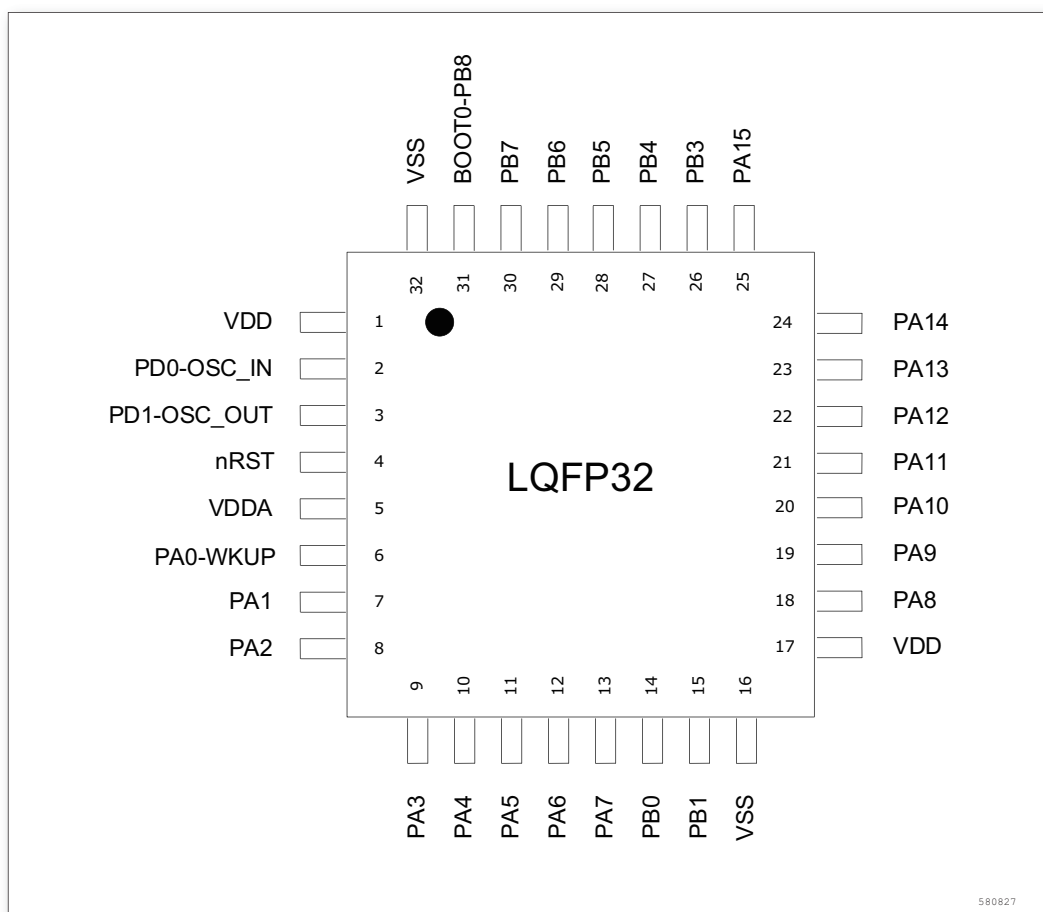 VSS
BOOT0-PB8
PB7
PB6
PB5
PB4
PB3
PA15
32
31
30
29
28
27
26
25
VDD 1
24 PA14
PD0-OSC_IN 2
23 PA13
PD1-OSC_OUT 3
22 PA12
nRST 4
21 PA11
LQFP32
VDDA 5
20 PA10
PA0-WKUP 6
19 PA9
PA1 7
18 PA8
PA2 8
17 VDD
9
10
11
12
13
14
15
16
PA3
PA4
PA5
PA6
PA7
PB0
PB1
VSS
580827